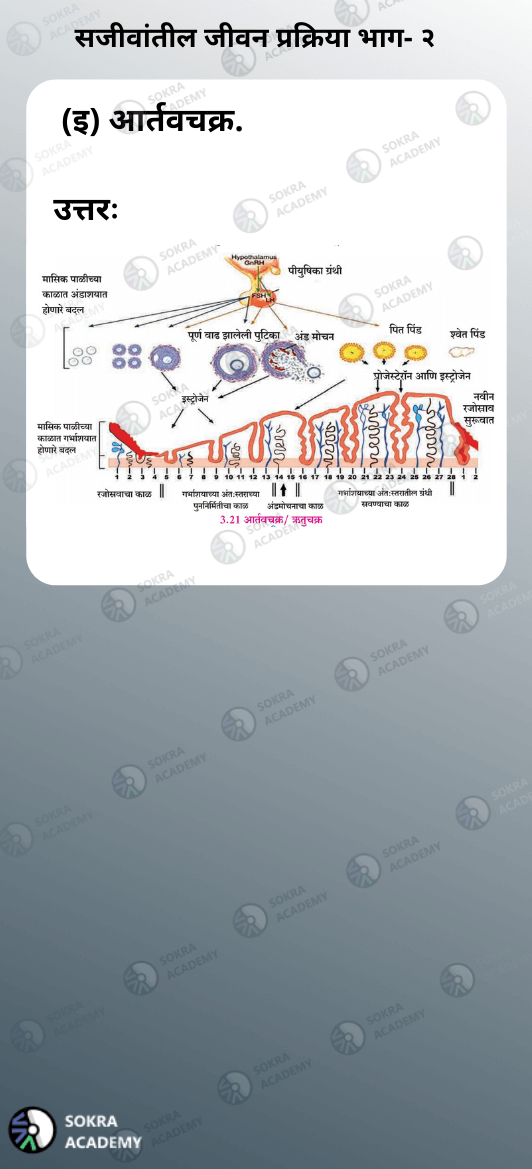 सजीवांतील जीवन प्रक्रिया भाग- २
(इ) आर्तवचक्र.
उत्तरः
Hypothalamus
GnRH
पीयुषिका ग्रंथी
FSH
LH
मासिक पाळीच्या
काळात अंडाशयात
होणारे बदल
पूर्ण वाढ झालेली पुटिका
अंड मोचन
पित पिंड
श्वेत पिंड
इस्ट्रोजेन
प्रोजेस्टेरॉन आणि इस्ट्रोजेन
नवीन
रजोस्राव
सुरूवात
मासिक पाळीच्या
काळात गर्भाशयात
होणारे बदल
1 2 3 4 5 6 7 8 9 10 11 12 13 14 15 16 17 18 19 20 21 22 23 24 25 26 27 28 1 2
रजोस्रवाचा काळ
गर्भाशयाच्या अंतःस्तराच्या
पुनर्निर्मितीचा काळ
अंडमोचनाचा काळ
गर्भाशयाच्या अंतःस्तरातील ग्रंथी
स्रवण्याचा काळ
3.21 आर्तवचक्र/ ऋतुचक्र
SOKRA
ACADEMY